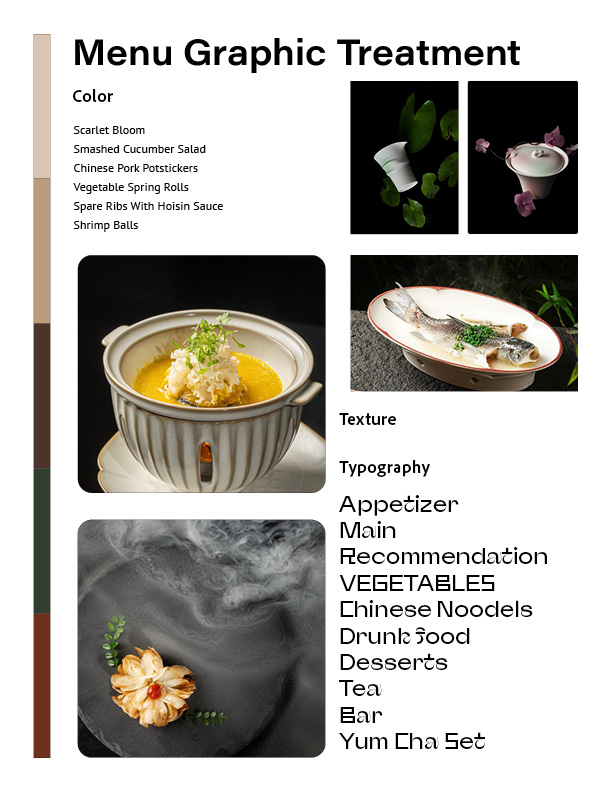 Menu Graphic Treatment
Color
Scarlet Bloom
Smashed Cucumber Salad
Chinese Pork Potstickers
Vegetable Spring Rolls
Spare Ribs With Hoisin Sauce
Shrimp Balls
Texture
Typography
Appetizer
Main
Recommendation
VEGETABLES
Chinese Noodels
Drunk food
Desserts
Tea
Bar
Yum Cha Set